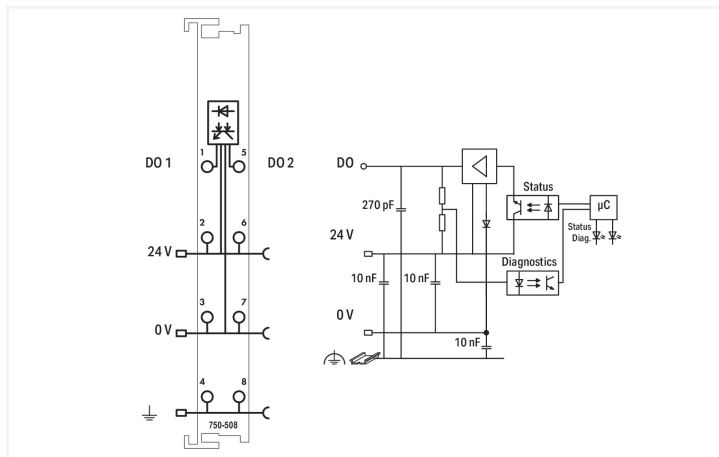 1
5
DO 1
DO 2
2
6
24 V
3
7
0 V
4
8
750-508
DO
Status
270 pF
µC
Status
Diag.
24 V
Diagnostics
10 nF
10 nF
0 V
10 nF